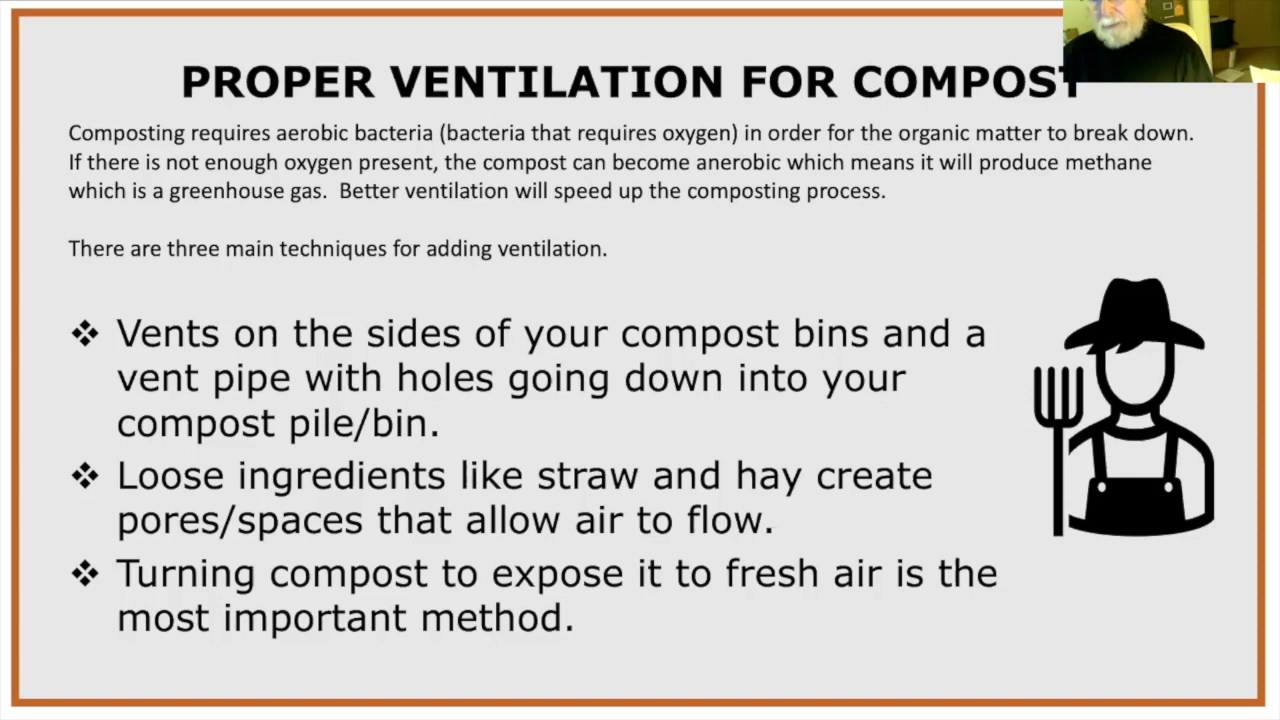 PROPER VENTILATION FOR COMPOST
Composting requires aerobic bacteria (bacteria that requires oxygen) in order for the organic matter to break down.
If there is not enough oxygen present, the compost can become anerobic which means it will produce methane
which is a greenhouse gas.  Better ventilation will speed up the composting process.
There are three main techniques for adding ventilation.
❖ Vents on the sides of your compost bins and a
vent pipe with holes going down into your
compost pile/bin.
❖ Loose ingredients like straw and hay create
pores/spaces that allow air to flow.
❖ Turning compost to expose it to fresh air is the
most important method.